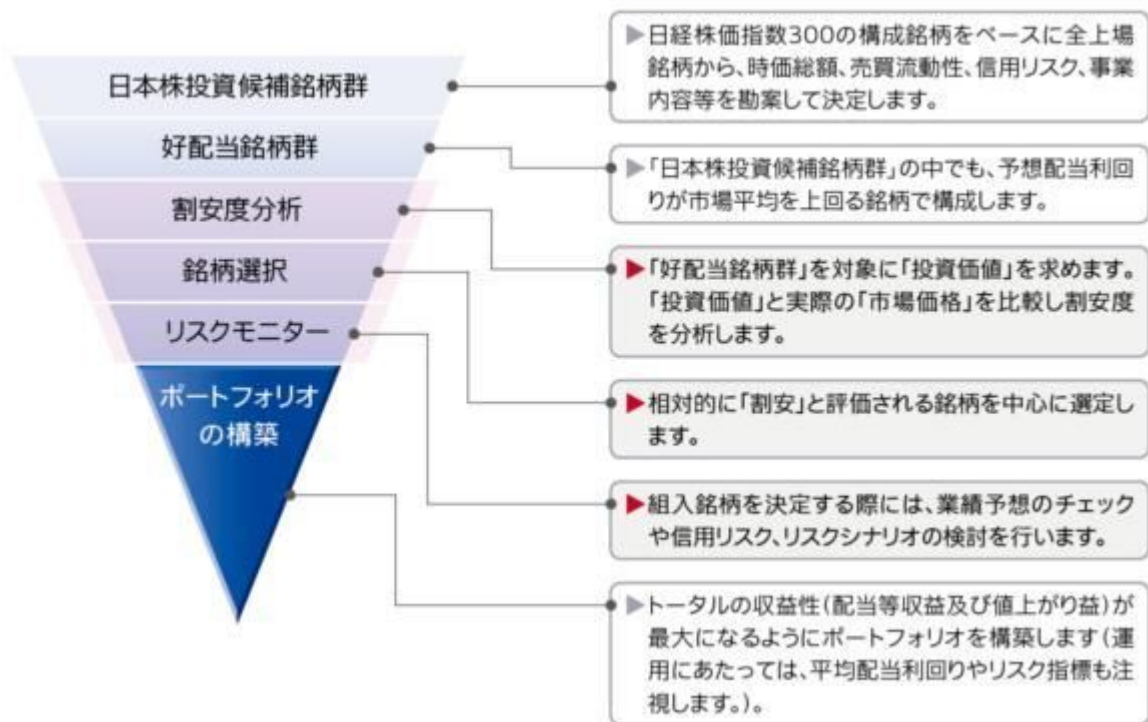 日本株投資候補銘柄群
好配当銘柄群
割安度分析
銘柄選択
リスクモニター
ポートフォリオ
の構築
▶日経株価指数300の構成銘柄をベースに全上場
銘柄から、時価総額、売買流動性、信用リスク、事業
内容等を勘案して決定します。
▶「日本株投資候補銘柄群」の中でも、予想配当利回
りが市場平均を上回る銘柄で構成します。
▶「好配当銘柄群」を対象に「投資価値」を求めます。
「投資価値」と実際の「市場価格」を比較し割安度
を分析します。
▶相対的に「割安」と評価される銘柄を中心に選定し
ます。
▶組入銘柄を決定する際には、業績予想のチェック
や信用リスク、リスクシナリオの検討を行います。
▶トータルの収益性(配当等収益及び値上がり益)が
最大になるようにポートフォリオを構築します(運
用にあたっては、平均配当利回りやリスク指標も注
視します。)。